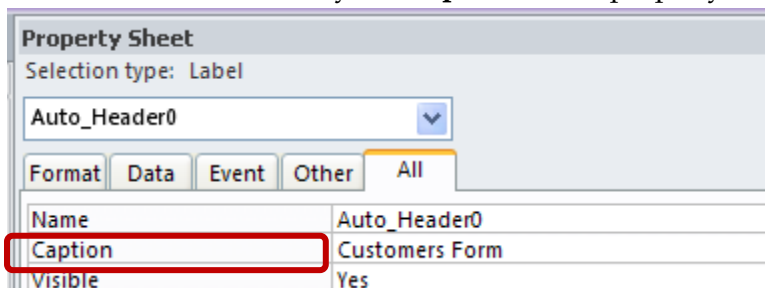 Property Sheet
Selection type: Label
Auto_Header0
Format Data Event Other All
Name Auto_Header0
Caption Customers Form
Visible Yes